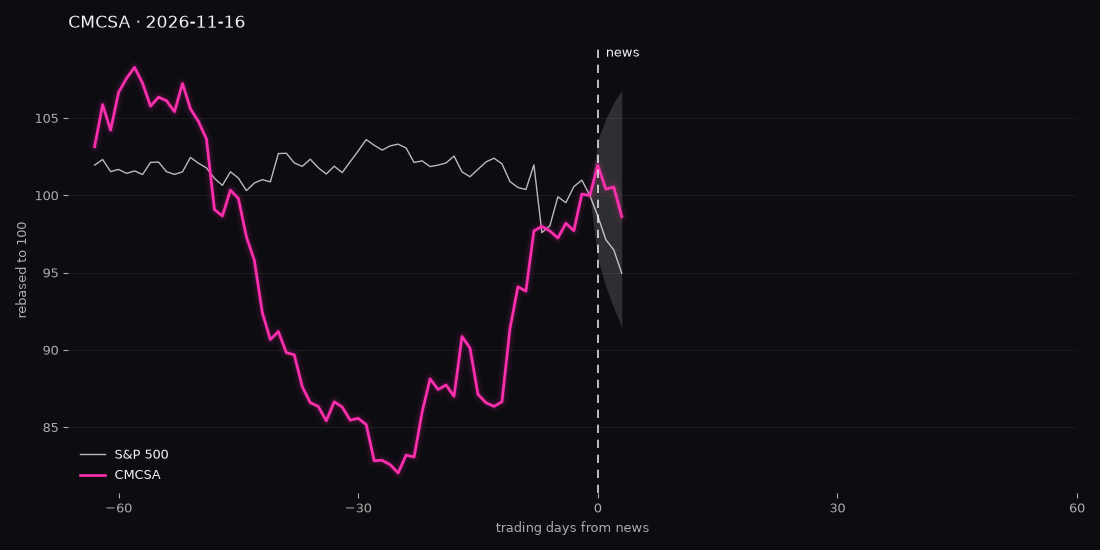 CMCSA · 2026-11-16
news
105
100
95
90
85
rebased to 100
S&P 500
CMCSA
−60
−30
0
30
60
trading days from news